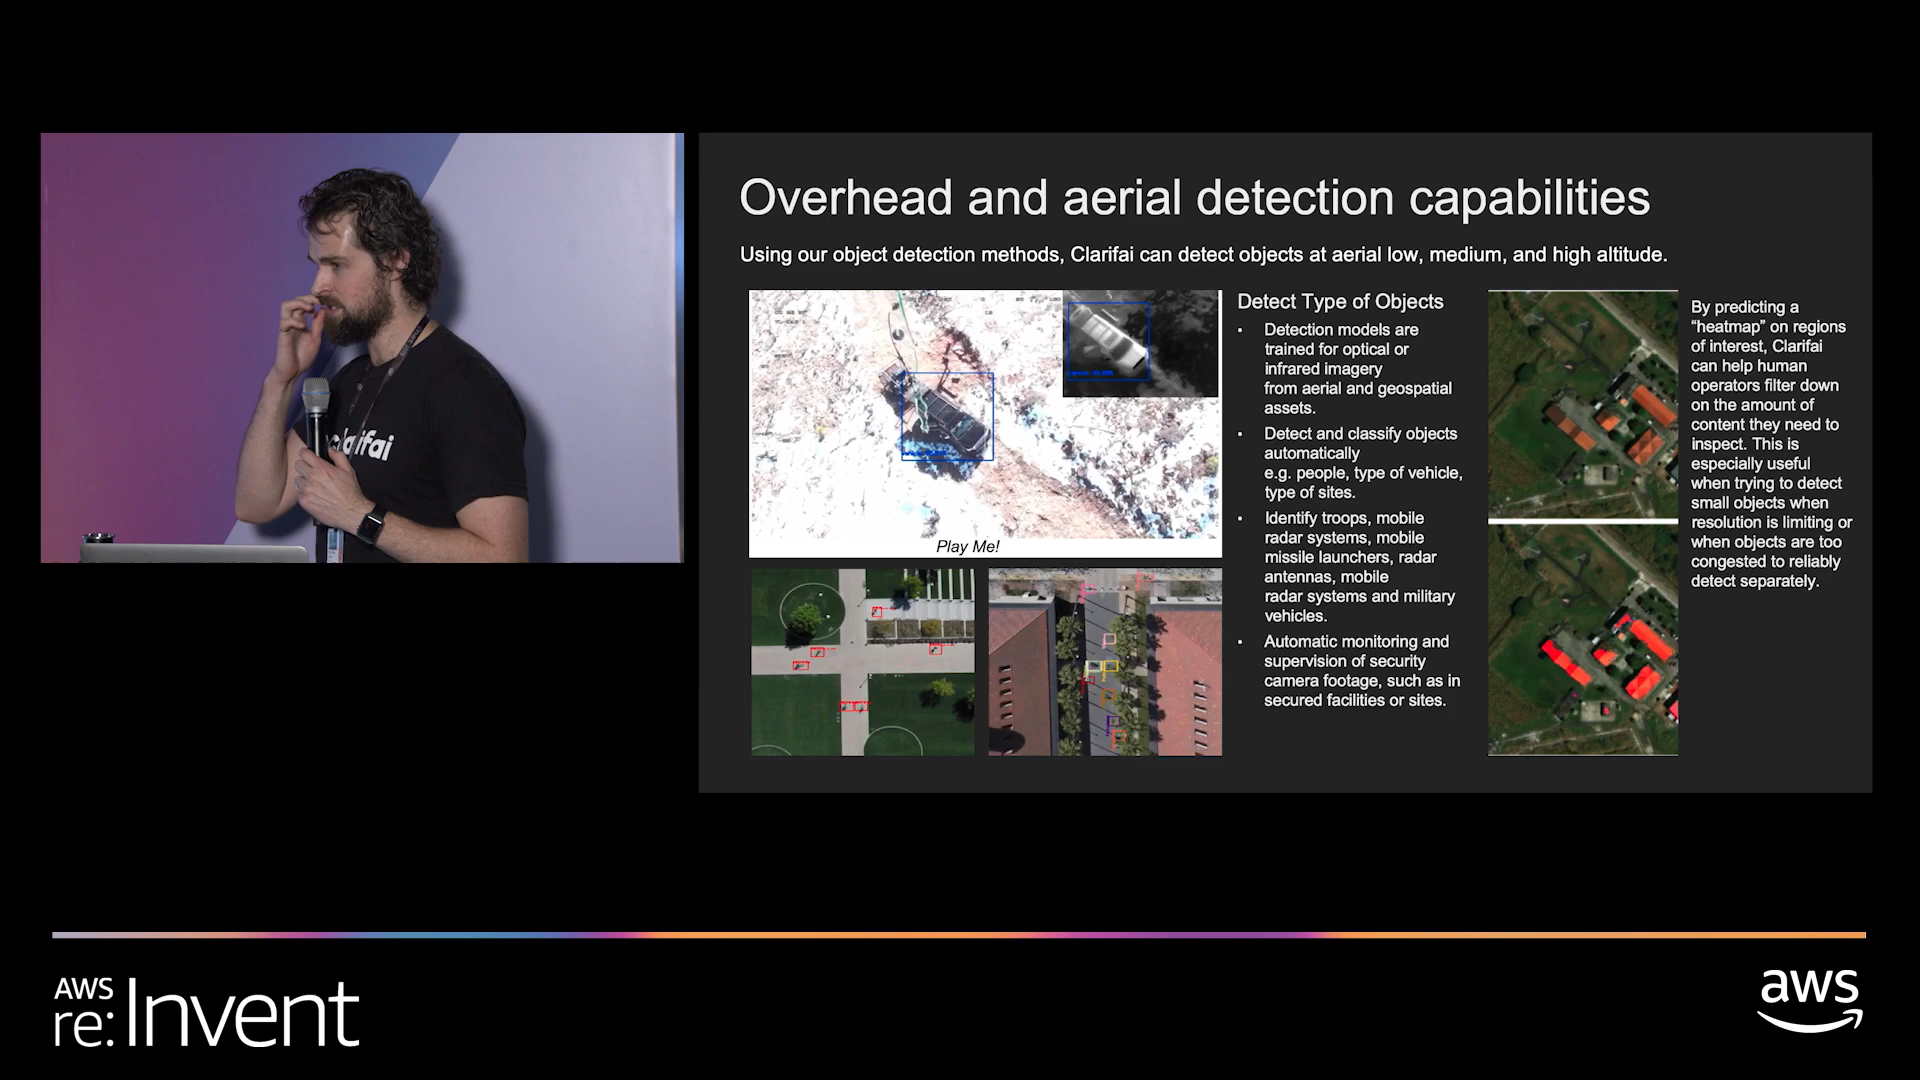 clarifai
Overhead and aerial detection capabilities
Using our object detection methods, Clarifai can detect objects at aerial low, medium, and high altitude.
Play Me!
Detect Type of Objects
• Detection models are
trained for optical or
infrared imagery
from aerial and geospatial
assets.
• Detect and classify objects
automatically
e.g. people, type of vehicle,
type of sites.
• Identify troops, mobile
radar systems, mobile
missile launchers, radar
antennas, mobile
radar systems and military
vehicles.
• Automatic monitoring and
supervision of security
camera footage, such as in
secured facilities or sites.
By predicting a
“heatmap” on regions
of interest, Clarifai
can help human
operators filter down
on the amount of
content they need to
inspect. This is
especially useful
when trying to detect
small objects when
resolution is limiting or
when objects are too
congested to reliably
detect separately.
AWS
re:Invent
aws